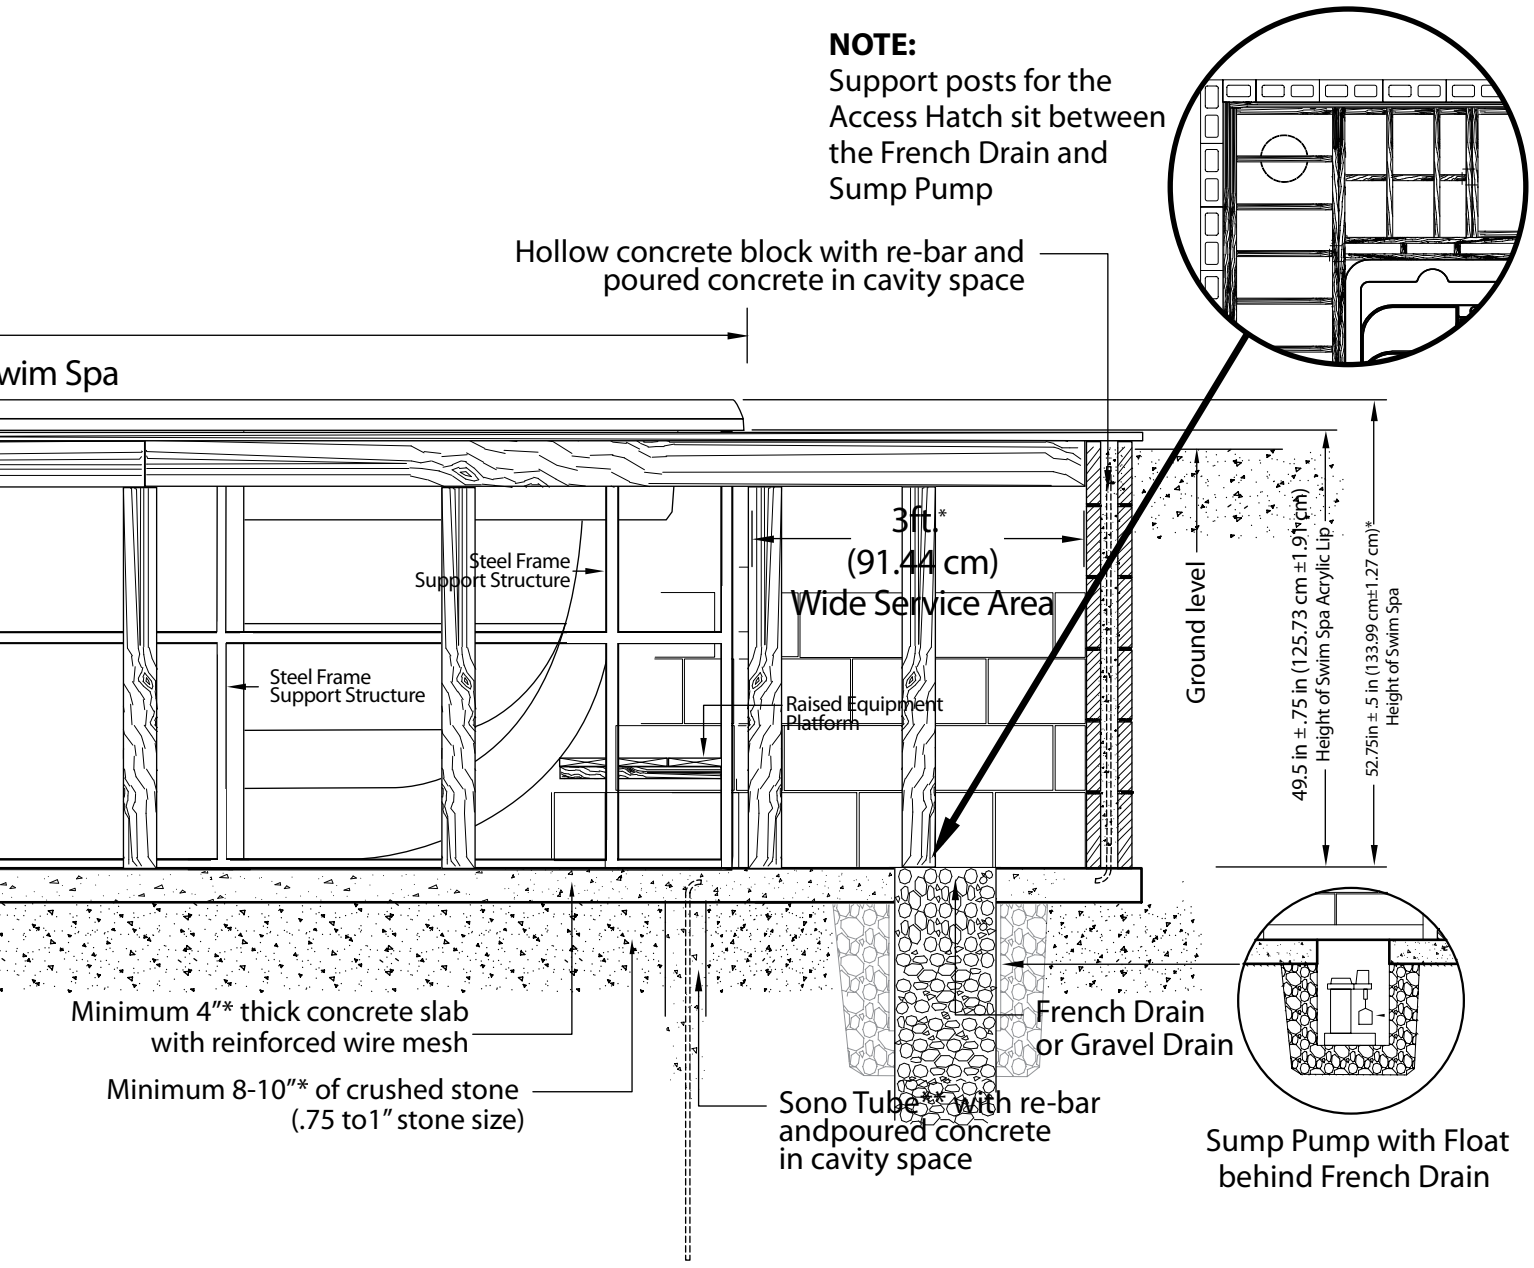 NOTE:
Support posts for the
Access Hatch sit between
the French Drain and
Sump Pump
Hollow concrete block with re-bar and
poured concrete in cavity space
wim Spa
3ft.*
(91.44 cm)
Wide Service Area
Steel Frame
Support Structure
Steel Frame
Support Structure
Raised Equipment
Platform
Ground level
49.5 in ± .75 in (125.73 cm ±1.91 cm)
Height of Swim Spa Acrylic Lip
52.75in ± .5 in (133.99 cm±1.27 cm)*
Height of Swim Spa
Minimum 4"* thick concrete slab
with reinforced wire mesh
Minimum 8-10"* of crushed stone
(.75 to1" stone size)
Sono Tube** with re-bar
andpoured concrete
in cavity space
French Drain
or Gravel Drain
Sump Pump with Float
behind French Drain